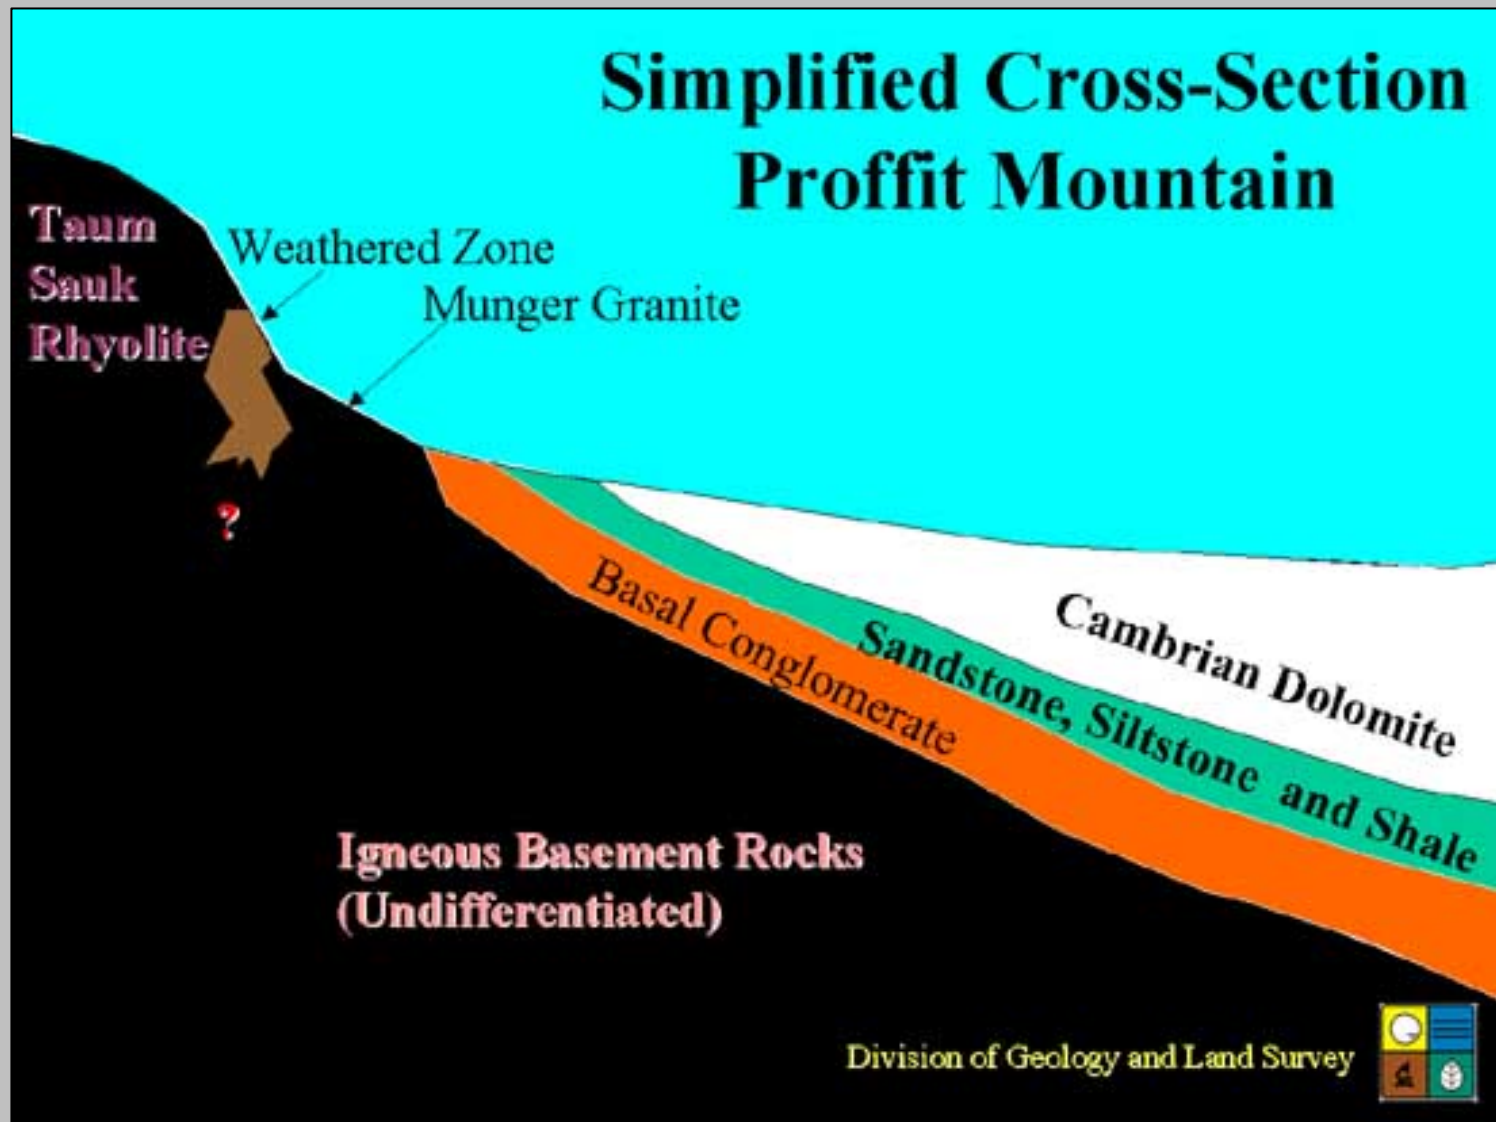 Simplified Cross-Section
Proffit Mountain
Taum
Sauk
Rhyolite
Weathered Zone
Munger Granite
?
Basal Conglomerate
Sandstone, Siltstone and Shale
Cambrian Dolomite
Igneous Basement Rocks
(Undifferentiated)
Division of Geology and Land Survey